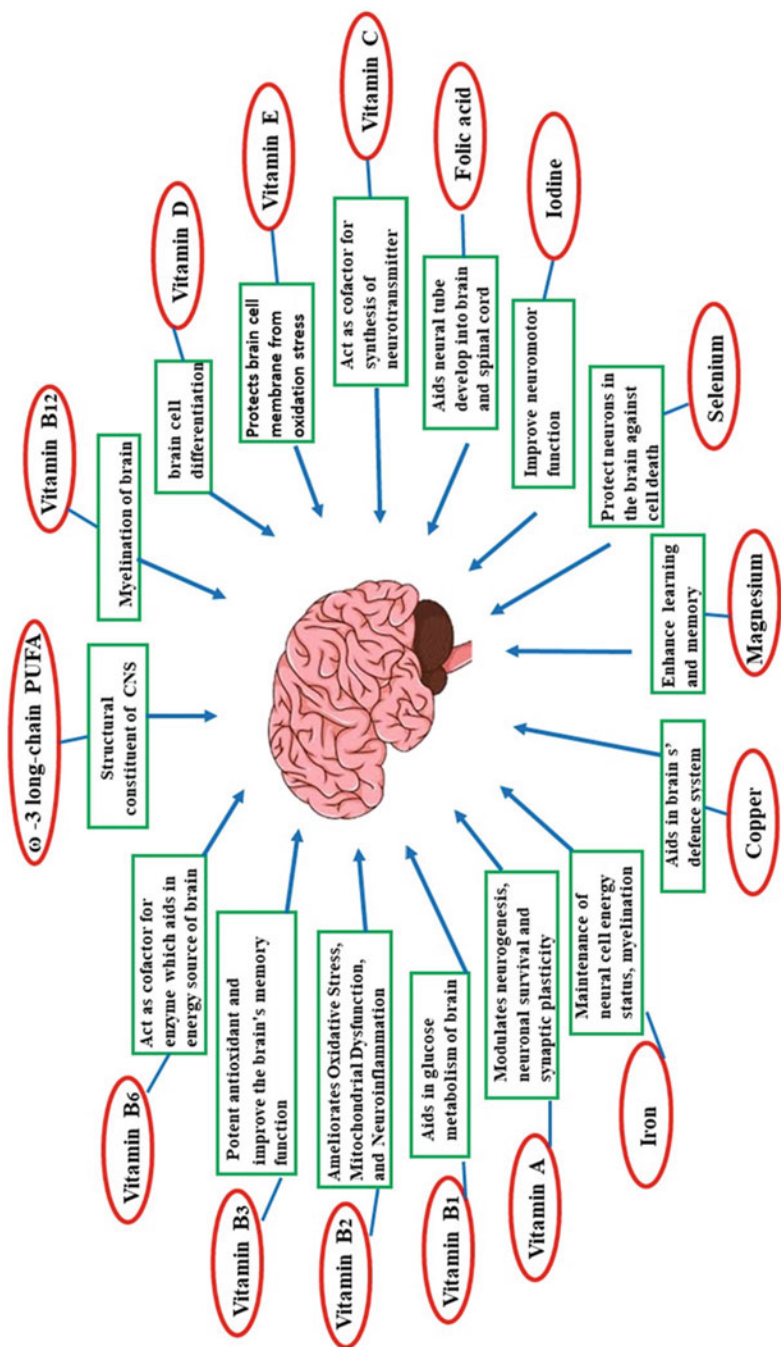 ω -3 long-chain PUFA
Structural
constituent of CNS
Vitamin B12
Myelination of brain
Vitamin D
brain cell
differentiation
Vitamin E
Protects brain cell
membrane from
oxidation stress
Vitamin C
Act as cofactor for
synthesis of
neurotransmitter
Folic acid
Aids neural tube
develop into brain
and spinal cord
Iodine
Improve neuromotor
function
Selenium
Protect neurons in
the brain against
cell death
Magnesium
Enhance learning
and memory
Copper
Aids in brain s’
defence system
Iron
Maintenance of
neural cell energy
status, myelination
Vitamin A
Modulates neurogenesis,
neuronal survival and
synaptic plasticity
Vitamin B1
Aids in glucose
metabolism of brain
Vitamin B2
Ameliorates Oxidative Stress,
Mitochondrial Dysfunction,
and Neuroinflammation
Vitamin B3
Potent antioxidant and
improve the brain's memory
function
Vitamin B6
Act as cofactor for
enzyme which aids in
energy source of brain